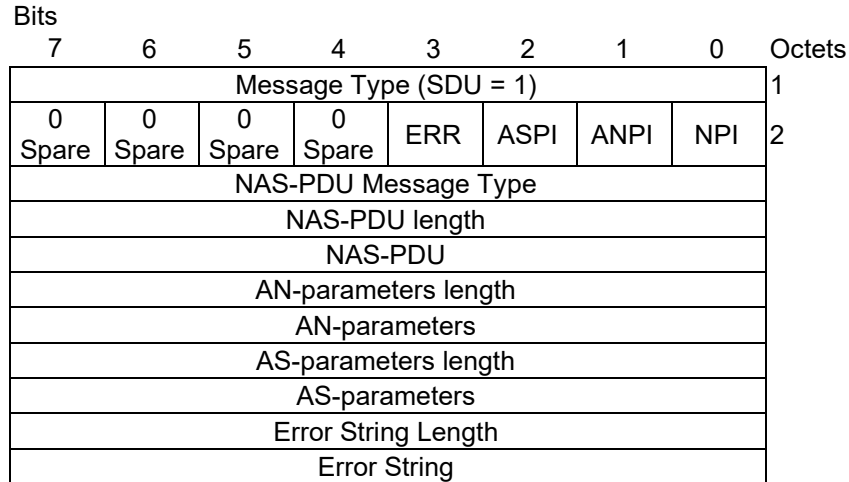 Bits
7 6 5 4 3 2 1 0 Octets
Message Type (SDU = 1) 1
0 Spare 0 Spare 0 Spare 0 Spare ERR ASPI ANPI NPI 2
NAS-PDU Message Type
NAS-PDU length
NAS-PDU
AN-parameters length
AN-parameters
AS-parameters length
AS-parameters
Error String Length
Error String